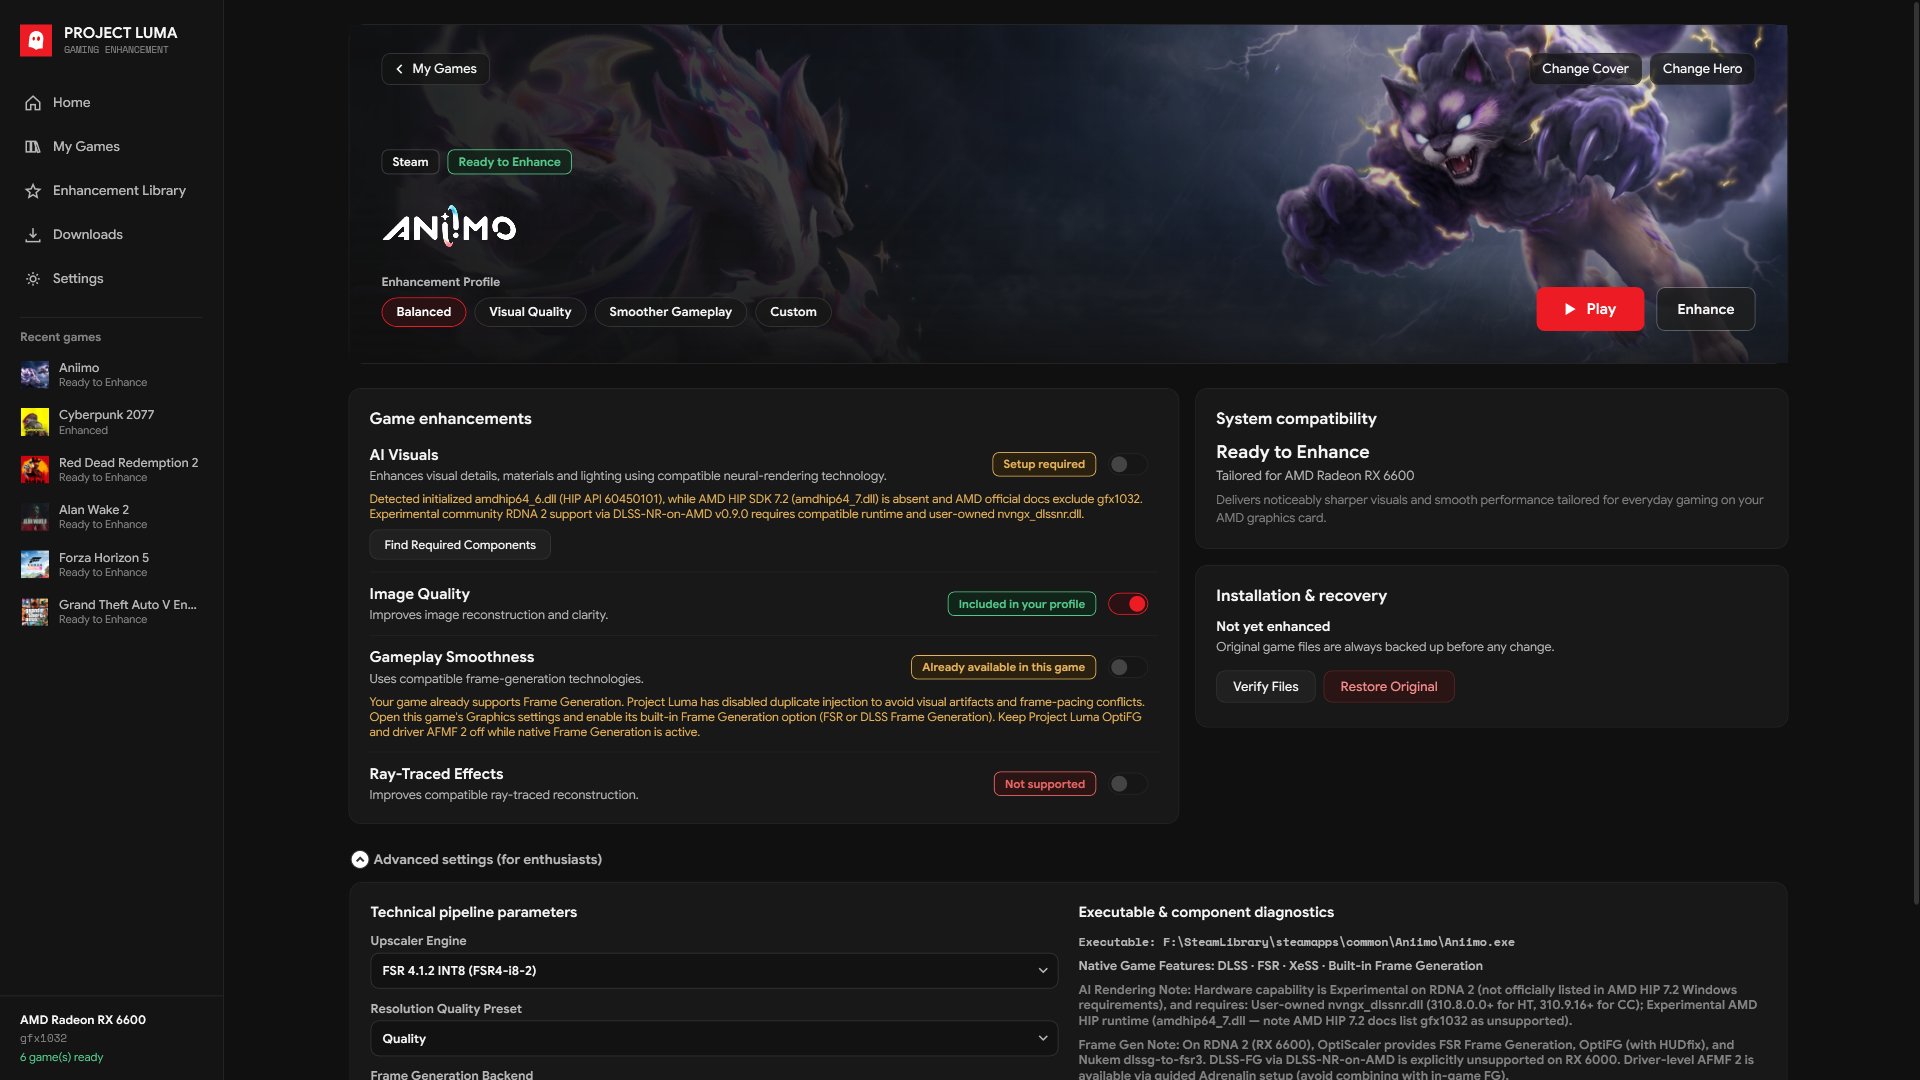 PROJECT LUMA
GAMING ENHANCEMENT
Home
My Games
Enhancement Library
Downloads
Settings
Recent games
Aniimo
Ready to Enhance
Cyberpunk 2077
Enhanced
Red Dead Redemption 2
Ready to Enhance
Alan Wake 2
Ready to Enhance
Forza Horizon 5
Ready to Enhance
Grand Theft Auto V En...
Ready to Enhance
AMD Radeon RX 6600
gfx1032
6 game(s) ready
My Games
Change Cover
Change Hero
Steam
Ready to Enhance
ANIIMO
Enhancement Profile
Balanced
Visual Quality
Smoother Gameplay
Custom
Play
Enhance
Game enhancements
AI Visuals
Enhances visual details, materials and lighting using compatible neural-rendering technology.
Setup required
Detected initialized amdhip64_6.dll (HIP API 60450101), while AMD HIP SDK 7.2 (amdhip64_7.dll) is absent and AMD official docs exclude gfx1032.
Experimental community RDNA 2 support via DLSS-NR-on-AMD v0.9.0 requires compatible runtime and user-owned nvngx_dlssnr.dll.
Find Required Components
Image Quality
Improves image reconstruction and clarity.
Included in your profile
Gameplay Smoothness
Uses compatible frame-generation technologies.
Already available in this game
Your game already supports Frame Generation. Project Luma has disabled duplicate injection to avoid visual artifacts and frame-pacing conflicts.
Open this game's Graphics settings and enable its built-in Frame Generation option (FSR or DLSS Frame Generation). Keep Project Luma OptiFG
and driver AFMF 2 off while native Frame Generation is active.
Ray-Traced Effects
Improves compatible ray-traced reconstruction.
Not supported
System compatibility
Ready to Enhance
Tailored for AMD Radeon RX 6600
Delivers noticeably sharper visuals and smooth performance tailored for everyday gaming on your
AMD graphics card.
Installation & recovery
Not yet enhanced
Original game files are always backed up before any change.
Verify Files
Restore Original
Advanced settings (for enthusiasts)
Technical pipeline parameters
Upscaler Engine
FSR 4.1.2 INT8 (FSR4-i8-2)
Resolution Quality Preset
Quality
Frame Generation Backend
Executable & component diagnostics
Executable: F:\SteamLibrary\steamapps\common\Aniimo\Aniimo.exe
Native Game Features: DLSS · FSR · XeSS · Built-in Frame Generation
AI Rendering Note: Hardware capability is Experimental on RDNA 2 (not officially listed in AMD HIP 7.2 Windows
requirements), and requires: User-owned nvngx_dlssnr.dll (310.8.0.0+ for HT, 310.9.16+ for CC); Experimental AMD
HIP runtime (amdhip64_7.dll — note AMD HIP 7.2 docs list gfx1032 as unsupported).
Frame Gen Note: On RDNA 2 (RX 6600), OptiScaler provides FSR Frame Generation, OptiFG (with HUDfix), and
Nukem dlssg-to-fsr3. DLSS-FG via DLSS-NR-on-AMD is explicitly unsupported on RX 6600. Driver-level AFMF 2 is
available via guided Adrenalin setup (avoid combining with in-game FG).